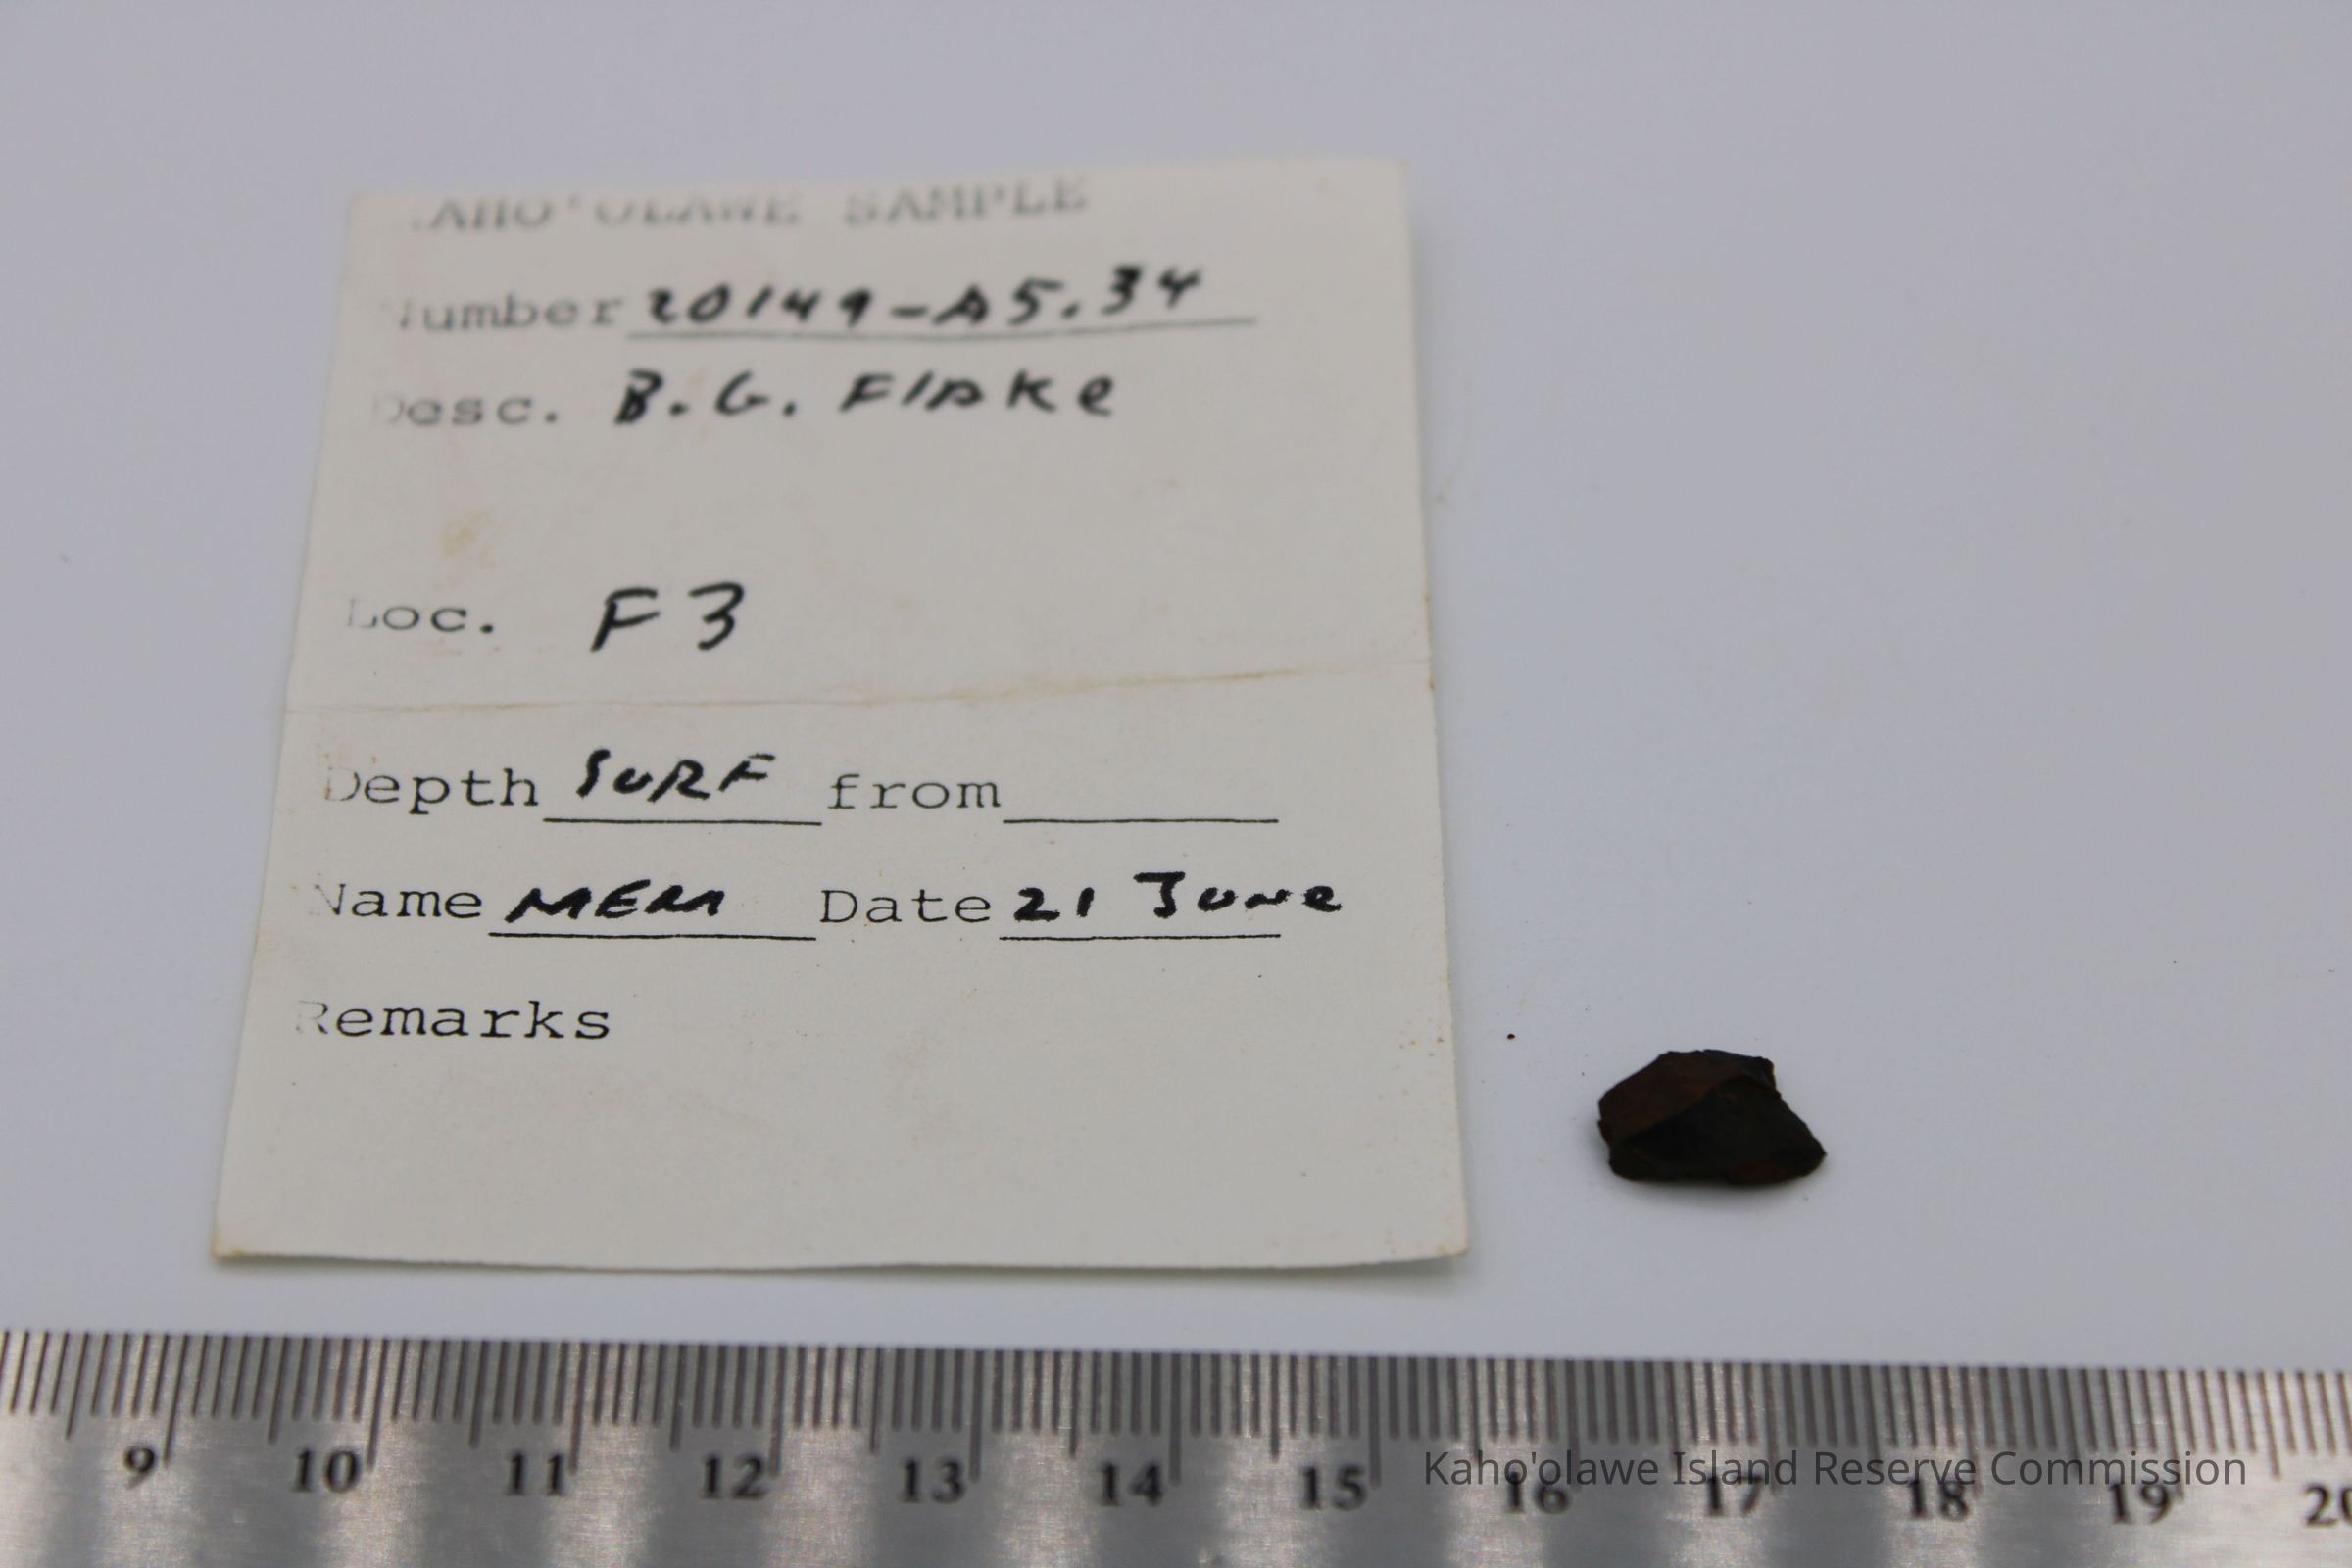 KAHO'OLAWE SAMPLE
Number 20149-A5.34
Desc. B.G. Flake
Loc. F3
Depth SURF from
Name MEM Date 21 June
Remarks
9 10 11 12 13 14 15 16 17 18 19 20
Kaho'olawe Island Reserve Commission